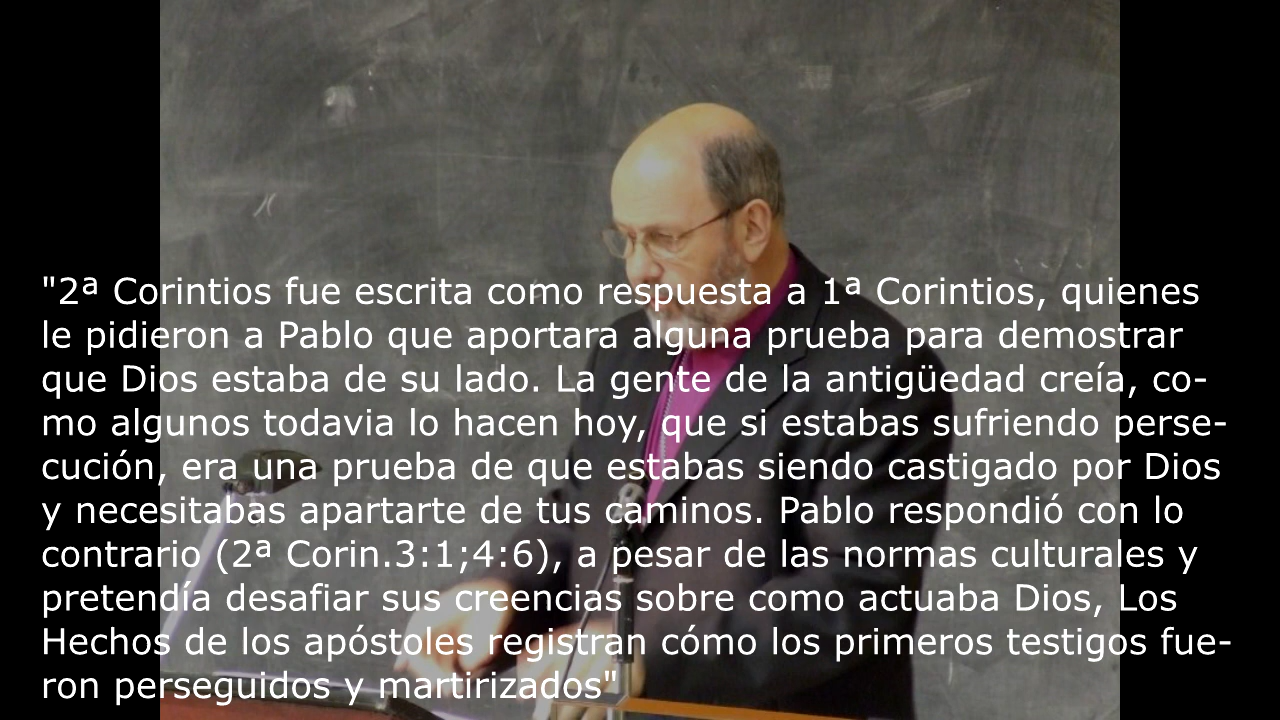 "2ª Corintios fue escrita como respuesta a 1ª Corintios, quienes
le pidieron a Pablo que aportara alguna prueba para demostrar
que Dios estaba de su lado. La gente de la antigüedad creía, co-
mo algunos todavia lo hacen hoy, que si estabas sufriendo perse-
cución, era una prueba de que estabas siendo castigado por Dios
y necesitabas apartarte de tus caminos. Pablo respondió con lo
contrario (2ª Corin.3:1;4:6), a pesar de las normas culturales y
pretendía desafiar sus creencias sobre como actuaba Dios, Los
Hechos de los apóstoles registran cómo los primeros testigos fue-
ron perseguidos y martirizados"